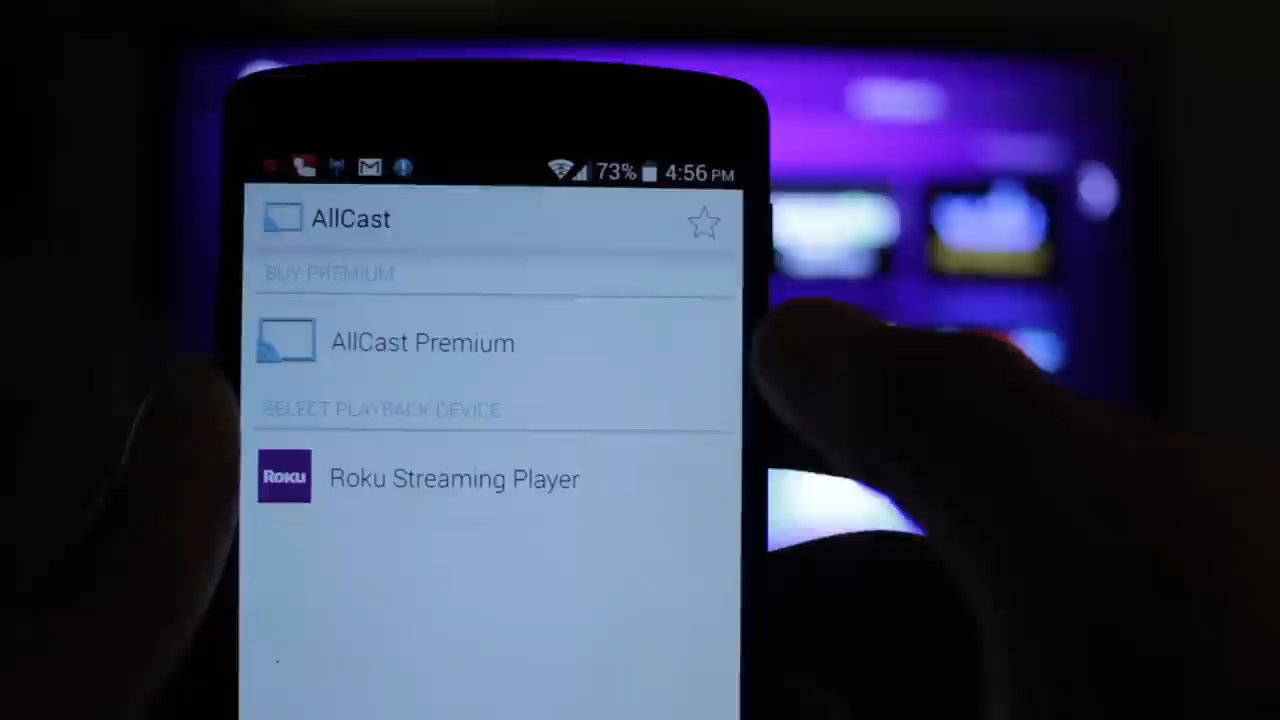 73% 4:56 PM
AllCast
BUY PREMIUM
AllCast Premium
SELECT PLAYBACK DEVICE
Roku
Roku Streaming Player